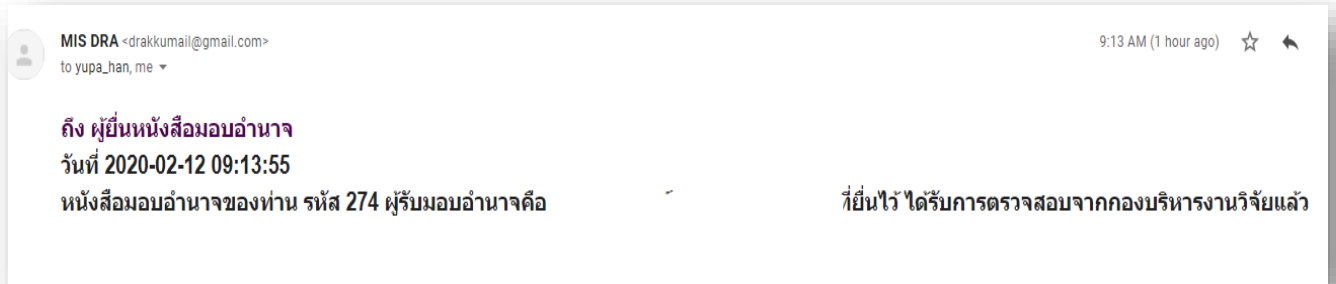 MIS DRA <drakkumail@gmail.com>
9:13 AM (1 hour ago)
to yupa_han, me
ถึง ผู้ยื่นหนังสือมอบอำนาจ
วันที่ 2020-02-12 09:13:55
หนังสือมอบอำนาจของท่าน รหัส 274 ผู้รับมอบอำนาจคือ ที่ยื่นไว้ ได้รับการตรวจสอบจากกองบริหารงานวิจัยแล้ว